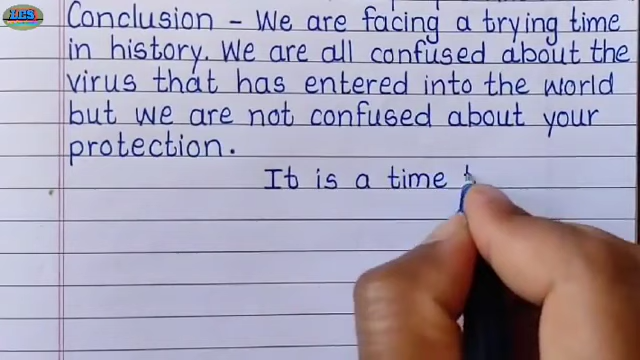 Conclusion - We are facing a trying time
in history. We are all confused about the
virus that has entered into the world
but we are not confused about your
protection.
It is a time